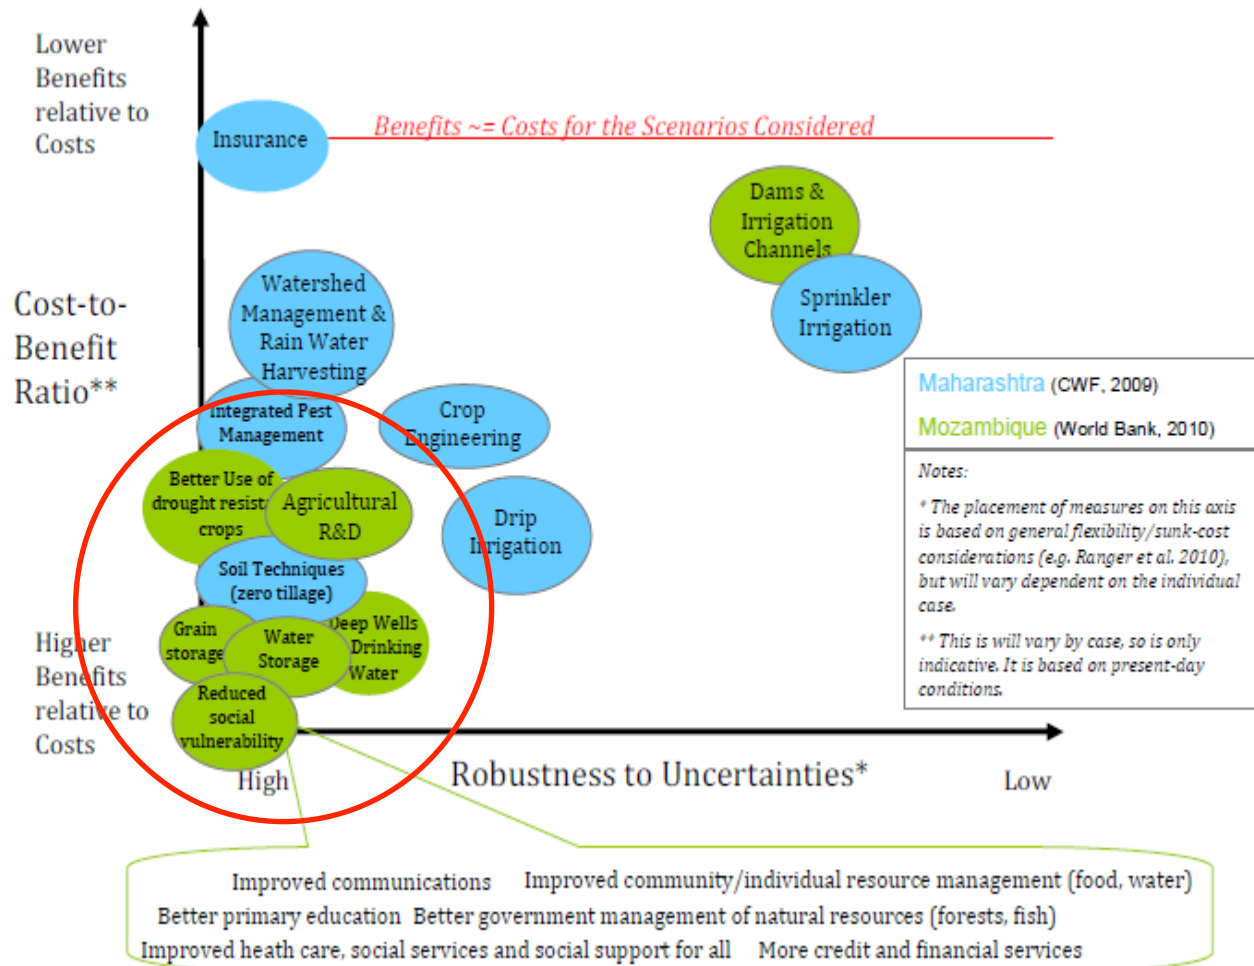 Lower
Benefits
relative to
Costs
Insurance
Benefits ~= Costs for the Scenarios Considered
Dams &
Irrigation
Channels
Sprinkler
Irrigation
Watershed
Management &
Rain Water
Harvesting
Cost-to-
Benefit
Ratio**
Integrated Pest
Management
Crop
Engineering
Better Use of
drought resista
crops
Agricultural
R&D
Drip
Irrigation
Soil Techniques
(zero tillage)
Grain
storage
Water
Storage
Deep Wells
Drinking
Water
Reduced
social
vulnerability
Higher
Benefits
relative to
Costs
Maharashtra (CWF, 2009)
Mozambique (World Bank, 2010)
Notes:
* The placement of measures on this axis
is based on general flexibility/sunk-cost
considerations (e.g. Ranger et al. 2010),
but will vary dependent on the individual
case.
** This is will vary by case, so is only
indicative. It is based on present-day
conditions.
High
Robustness to Uncertainties*
Low
Improved communications Improved community/individual resource management (food, water)
Better primary education Better government management of natural resources (forests, fish)
Improved heath care, social services and social support for all More credit and financial services